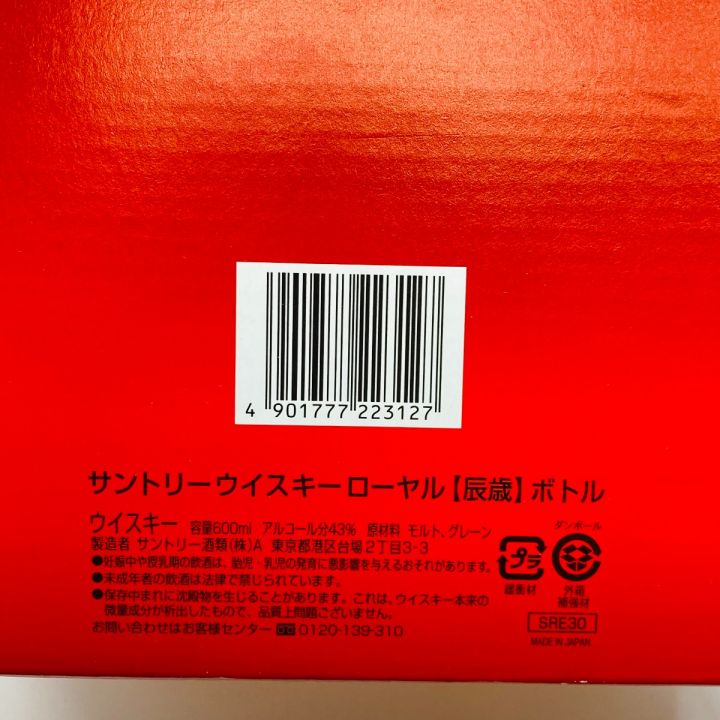 4 901777 223127
サントリーウイスキーローヤル【辰歳】ボトル
ウイスキー 容量600ml アルコール分43% 原材料 モルト、グレーン
製造者 サントリー酒類(株)A 東京都港区台場2丁目3-3
●妊娠中や授乳期の飲酒は、胎児・乳児の発育に悪影響を与えるおそれがあります。
●未成年者の飲酒は法律で禁じられています。
●保存中まれに沈殿物を生じることがあります。これは、ウイスキー本来の
微量成分が析出したもので、品質上問題ございません。
お問い合わせはお客様センター 0120-139-310
プラ
緩衝材
ダンボール
外箱
補強材
SRE30
MADE IN JAPAN